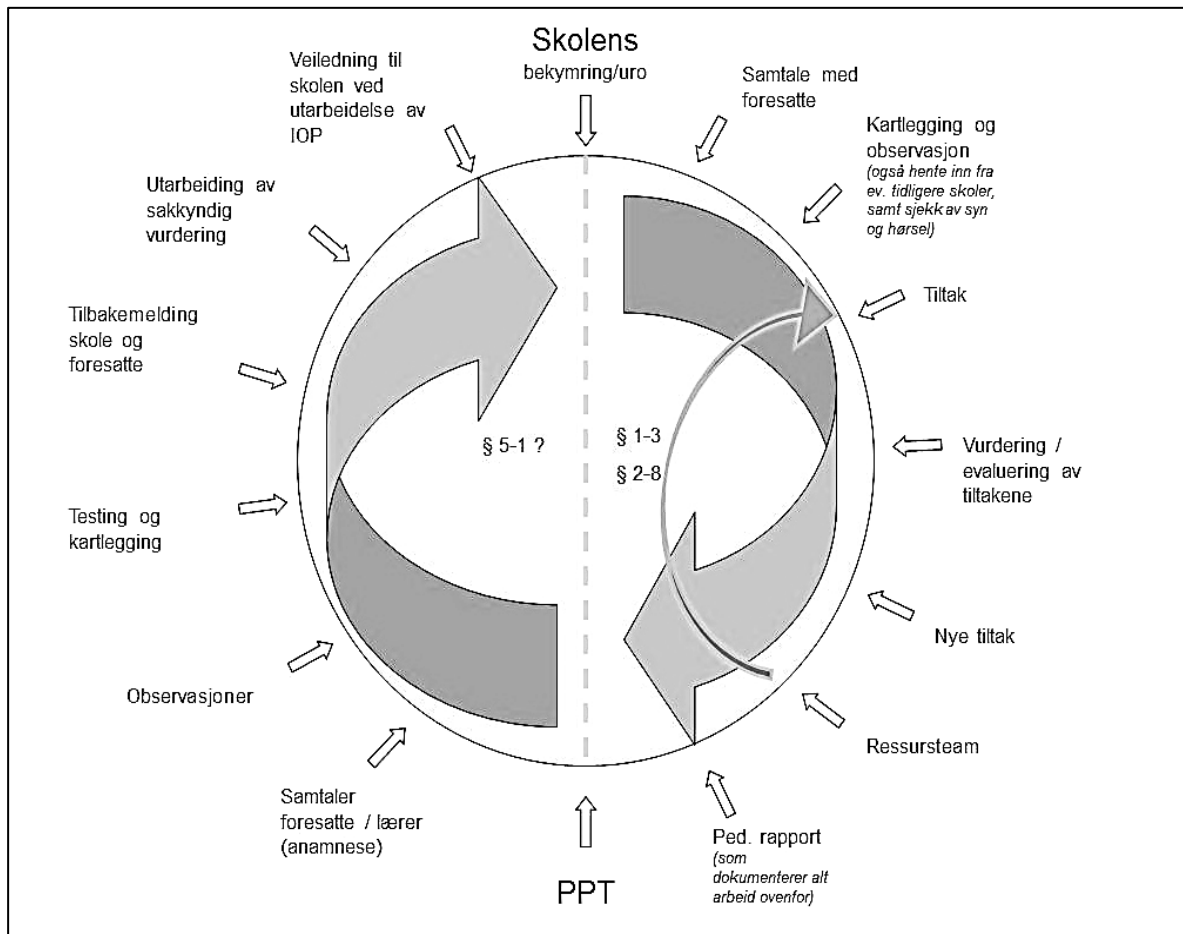 Skolens
bekymring/uro
Samtale med
foresatte
Kartlegging og
observasjon
(også hente inn fra
ev. tidligere skoler,
samt sjekk av syn
og hørsel)
Tiltak
Vurdering /
evaluering av
tiltakene
Nye tiltak
Ressursteam
Ped. rapport
(som
dokumenterer alt
arbeid ovenfor)
PPT
Samtaler
foresatte / lærer
(anamnese)
Observasjoner
Testing og
kartlegging
Tilbakemelding
skole og
foresatte
Utarbeiding av
sakkyndig
vurdering
Veiledning til
skolen ved
utarbeidelse av
IOP
§ 5-1 ?
§ 1-3
§ 2-8